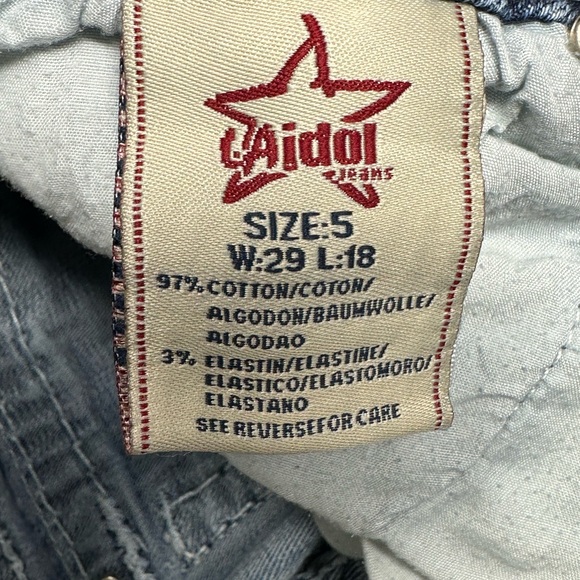 L'Aidol
Jeans
SIZE:5
W:29 L:18
97% COTTON/COTON/
ALGODON/BAUMWOLLE/
ALGODAO
3% ELASTIN/ELASTINE/
ELASTICO/ELASTOMORO/
ELASTANO
SEE REVERSEFOR CARE